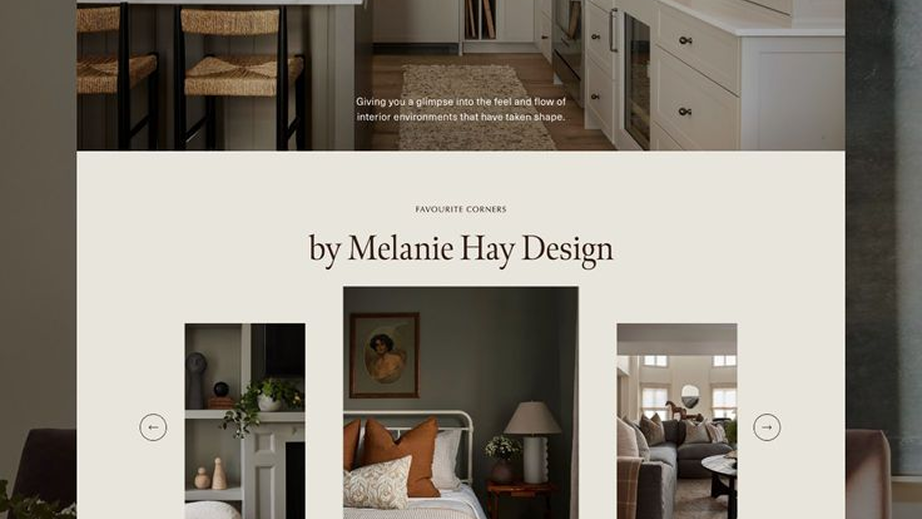 Giving you a glimpse into the feel and flow of
interior environments that have taken shape.
FAVOURITE CORNERS
by Melanie Hay Design